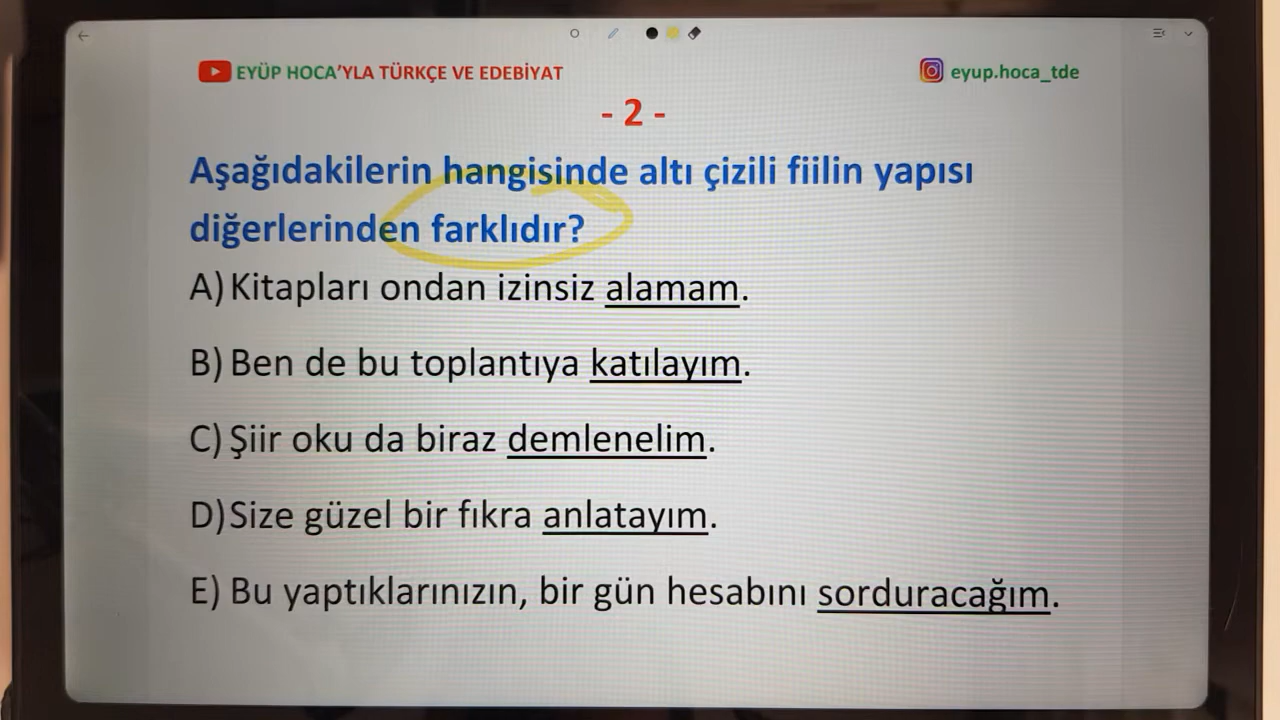 EYÜP HOCA'YLA TÜRKÇE VE EDEBİYAT
eyup.hoca_tde
- 2 -
Aşağıdakilerin hangisinde altı çizili fiilin yapısı
diğerlerinden farklıdır?
A) Kitapları ondan izinsiz alamam.
B) Ben de bu toplantıya katılayım.
C) Şiir oku da biraz demlenelim.
D) Size güzel bir fıkra anlatayım.
E) Bu yaptıklarınızın, bir gün hesabını sorduracağım.